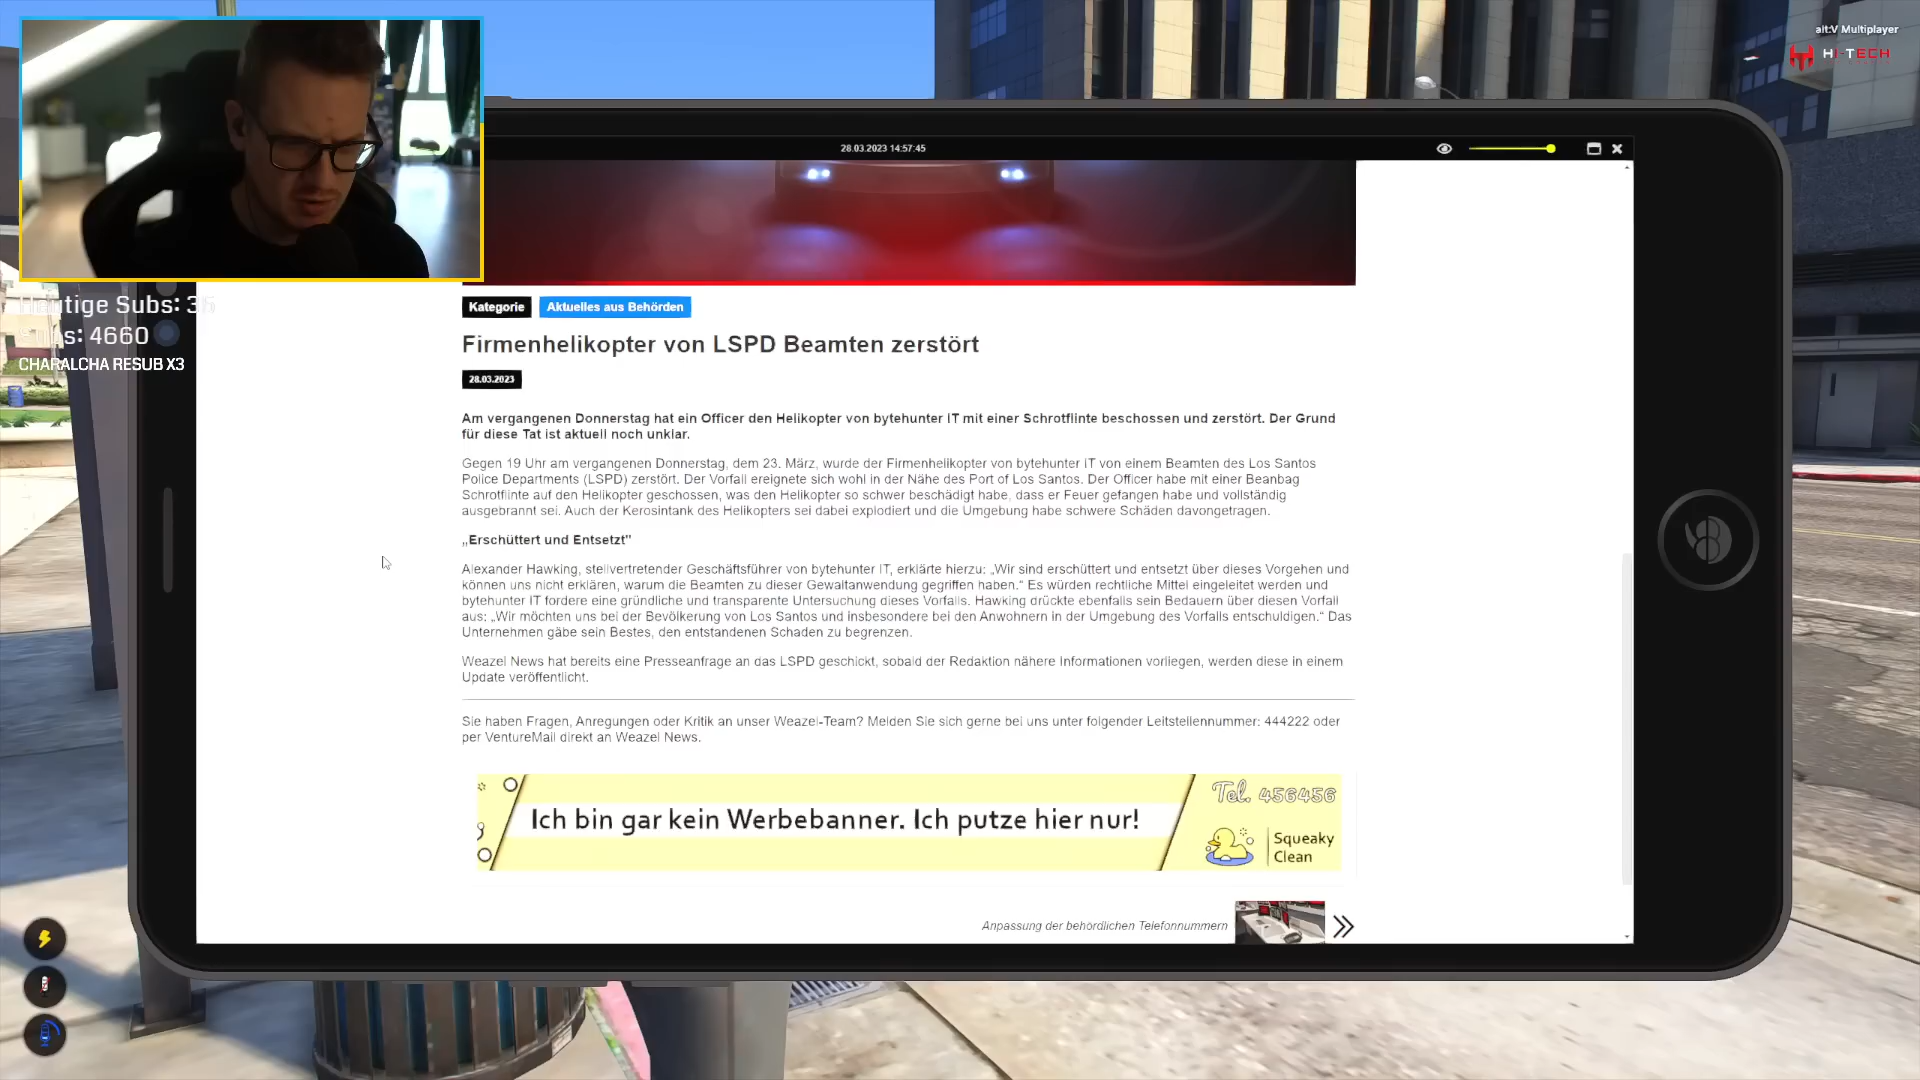 alt:V Multiplayer
HI-TECH
28.03.2023 14:57:45
Heutige Subs: 35
Subs: 4660
CHARALCHA RESUB X3
Kategorie
Aktuelles aus Behörden
Firmenhelikopter von LSPD Beamten zerstört
28.03.2023
Am vergangenen Donnerstag hat ein Officer den Helikopter von bytehunter IT mit einer Schrotflinte beschossen und zerstört. Der Grund
für diese Tat ist aktuell noch unklar.
Gegen 19 Uhr am vergangenen Donnerstag, dem 23. März, wurde der Firmenhelikopter von bytehunter IT von einem Beamten des Los Santos
Police Departments (LSPD) zerstört. Der Vorfall ereignete sich wohl in der Nähe des Port of Los Santos. Der Officer habe mit einer Beanbag
Schrotflinte auf den Helikopter geschossen, was den Helikopter so schwer beschädigt habe, dass er Feuer gefangen habe und vollständig
ausgebrannt sei. Auch der Kerosintank des Helikopters sei dabei explodiert und die Umgebung habe schwere Schäden davongetragen.
„Erschüttert und Entsetzt"
Alexander Hawking, stellvertretender Geschäftsführer von bytehunter IT, erklärte hierzu: „Wir sind erschüttert und entsetzt über dieses Vorgehen und
können uns nicht erklären, warum die Beamten zu dieser Gewaltanwendung gegriffen haben.“ Es würden rechtliche Mittel eingeleitet werden und
bytehunter IT fordere eine gründliche und transparente Untersuchung dieses Vorfalls. Hawking drückte ebenfalls sein Bedauern über diesen Vorfall
aus: „Wir möchten uns bei der Bevölkerung von Los Santos und insbesondere bei den Anwohnern in der Umgebung des Vorfalls entschuldigen.“ Das
Unternehmen gäbe sein Bestes, den entstandenen Schaden zu begrenzen.
Weazel News hat bereits eine Presseanfrage an das LSPD geschickt, sobald der Redaktion nähere Informationen vorliegen, werden diese in einem
Update veröffentlicht.
Sie haben Fragen, Anregungen oder Kritik an unser Weazel-Team? Melden Sie sich gerne bei uns unter folgender Leitstellennummer: 444222 oder
per VentureMail direkt an Weazel News.
Ich bin gar kein Werbebanner. Ich putze hier nur!
Tel. 456456
Squeaky
Clean
Anpassung der behördlichen Telefonnummern